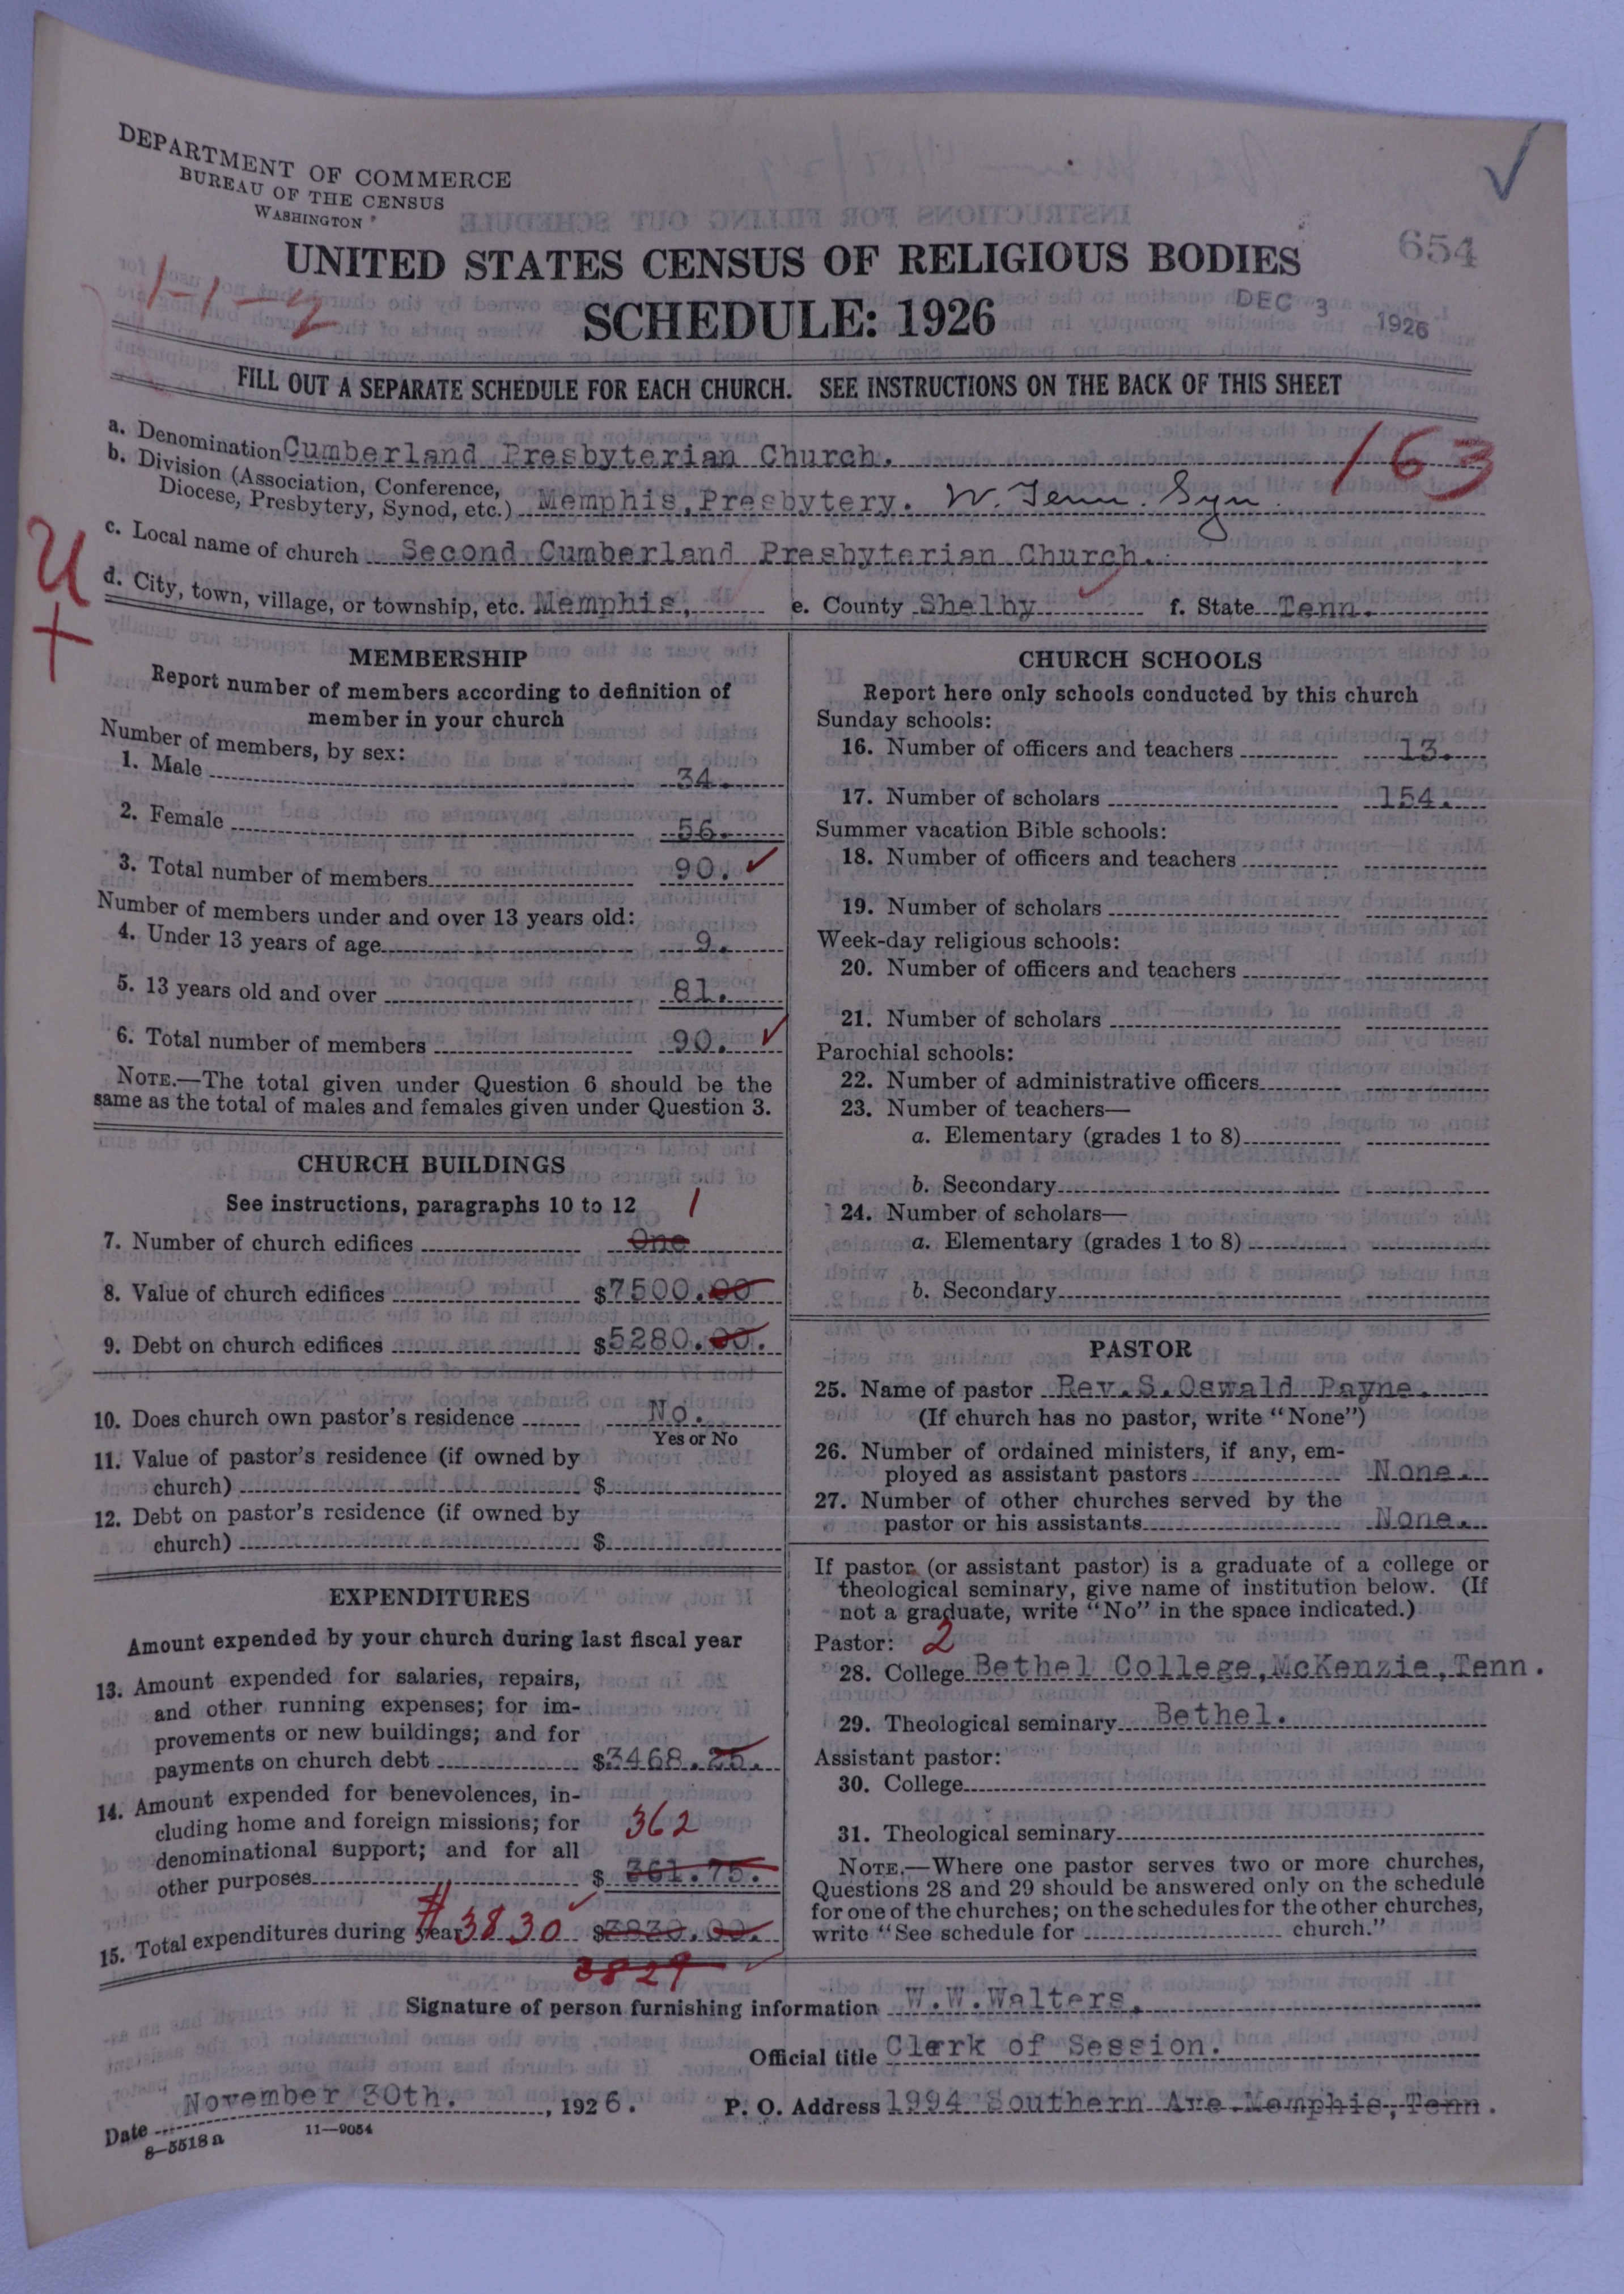 DEPARTMENT OF COMMERCE
BUREAU OF THE CENSUS
WASHINGTON
654
UNITED STATES CENSUS OF RELIGIOUS BODIES
1-1-2
SCHEDULE: 1926
DEC 3 1926
FILL OUT A SEPARATE SCHEDULE FOR EACH CHURCH. SEE INSTRUCTIONS ON THE BACK OF THIS SHEET
a. Denomination Cumberland Presbyterian Church.
163
b. Division (Association, Conference,
Diocese, Presbytery, Synod, etc.) Memphis, Presbytery. W. Tenn. Syn.
U
c. Local name of church Second Cumberland Presbyterian Church.
+
d. City, town, village, or township, etc. Memphis, e. County Shelby f. State Tenn.
MEMBERSHIP
Report number of members according to definition of
member in your church
Number of members, by sex:
1. Male 34.
2. Female 56.
3. Total number of members 90. ✓
Number of members under and over 13 years old:
4. Under 13 years of age 9.
5. 13 years old and over 81.
6. Total number of members 90. ✓
NOTE.—The total given under Question 6 should be the
same as the total of males and females given under Question 3.
CHURCH BUILDINGS
See instructions, paragraphs 10 to 12
1
7. Number of church edifices One
8. Value of church edifices $7500.00
9. Debt on church edifices $5280.00.
10. Does church own pastor's residence No.
Yes or No
11. Value of pastor's residence (if owned by
church) $
12. Debt on pastor's residence (if owned by
church) $
EXPENDITURES
Amount expended by your church during last fiscal year
13. Amount expended for salaries, repairs,
and other running expenses; for im-
provements or new buildings; and for
payments on church debt $3468.25.
14. Amount expended for benevolences, in-
cluding home and foreign missions; for
362
denominational support; and for all
other purposes $ 361.75.
15. Total expenditures during year #3830 $3830.00.
3829
CHURCH SCHOOLS
Report here only schools conducted by this church
Sunday schools:
16. Number of officers and teachers 13.
17. Number of scholars 154.
Summer vacation Bible schools:
18. Number of officers and teachers
19. Number of scholars
Week-day religious schools:
20. Number of officers and teachers
21. Number of scholars
Parochial schools:
22. Number of administrative officers
23. Number of teachers—
a. Elementary (grades 1 to 8)
b. Secondary
24. Number of scholars—
a. Elementary (grades 1 to 8)
b. Secondary
PASTOR
25. Name of pastor Rev.S.Oswald Payne.
(If church has no pastor, write "None")
26. Number of ordained ministers, if any, em-
ployed as assistant pastors None.
27. Number of other churches served by the
pastor or his assistants None.
If pastor (or assistant pastor) is a graduate of a college or
theological seminary, give name of institution below. (If
not a graduate, write "No" in the space indicated.)
Pastor: 2
28. College Bethel College, McKenzie, Tenn.
29. Theological seminary Bethel.
Assistant pastor:
30. College
31. Theological seminary
NOTE.—Where one pastor serves two or more churches,
Questions 28 and 29 should be answered only on the schedule
for one of the churches; on the schedules for the other churches,
write "See schedule for church."
Signature of person furnishing information W.W.Walters,
Official title Clerk of Session.
Date November 30th. , 1926. P. O. Address 1994 Southern Ave. Memphis, Tenn.
8—5518 a 11—9054